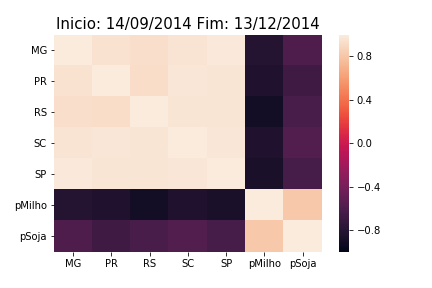 Inicio: 14/09/2014 Fim: 13/12/2014
MG
PR
RS
SC
SP
pMilho
pSoja
MG PR RS SC SP pMilho pSoja
0.8
0.4
0.0
−0.4
−0.8